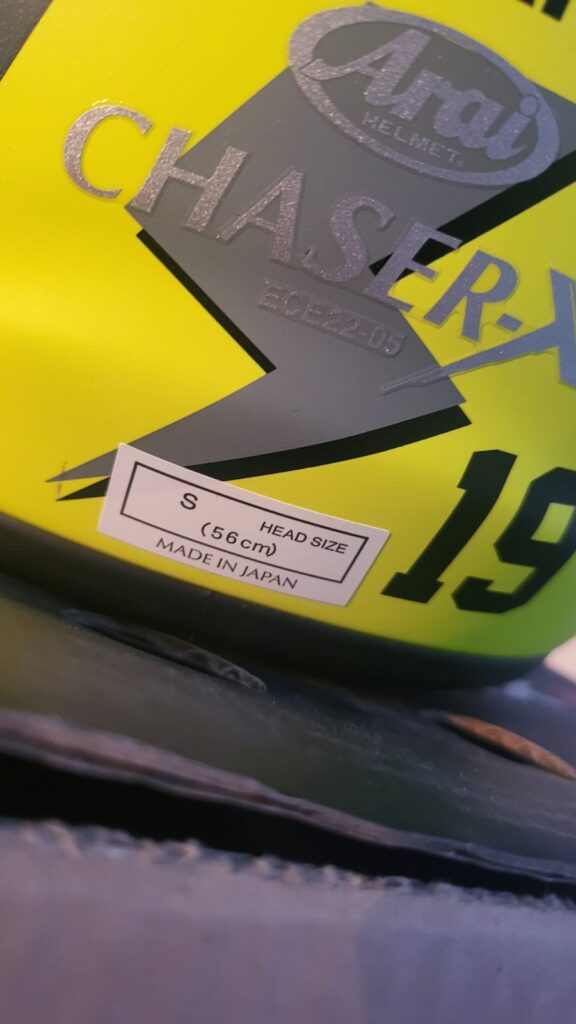 Arai
HELMET.
CHASER-X
ECE22-05
19
S HEAD SIZE
(56cm)
MADE IN JAPAN